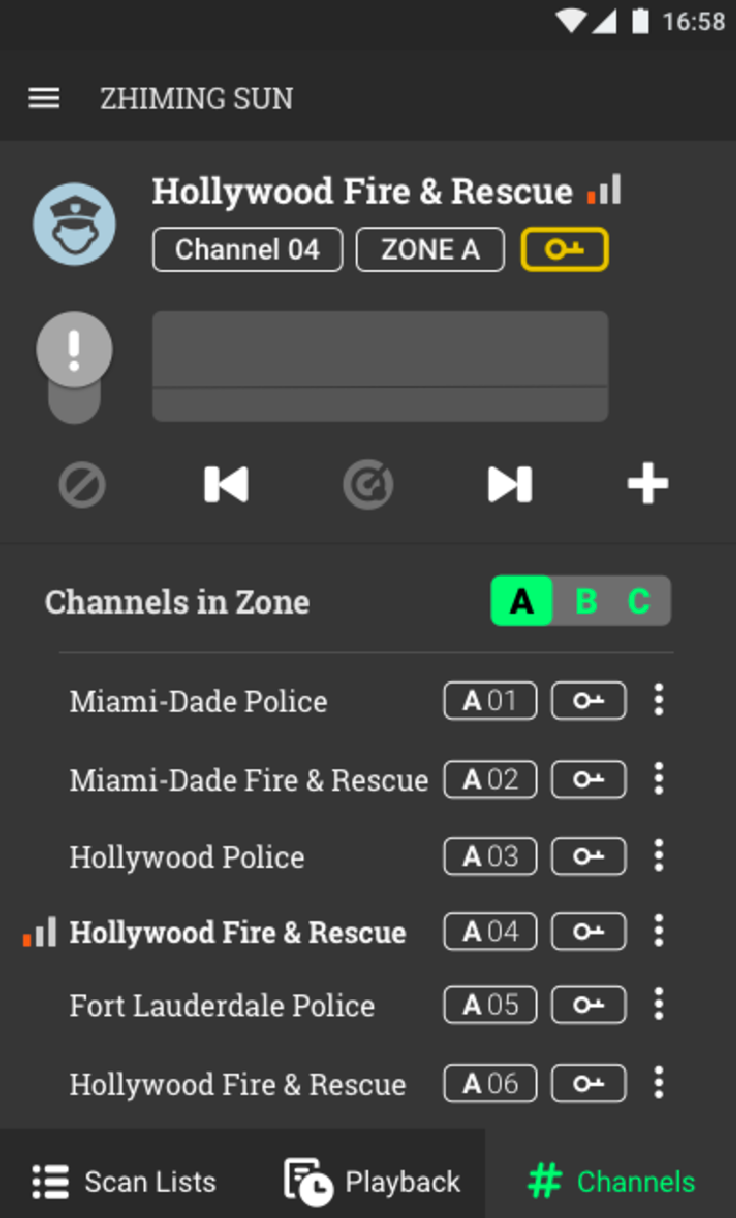 16:58
ZHIMING SUN
Hollywood Fire & Rescue
Channel 04 ZONE A
!
Channels in Zone A B C
Miami-Dade Police A 01
Miami-Dade Fire & Rescue A 02
Hollywood Police A 03
Hollywood Fire & Rescue A 04
Fort Lauderdale Police A 05
Hollywood Fire & Rescue A 06
Scan Lists Playback # Channels